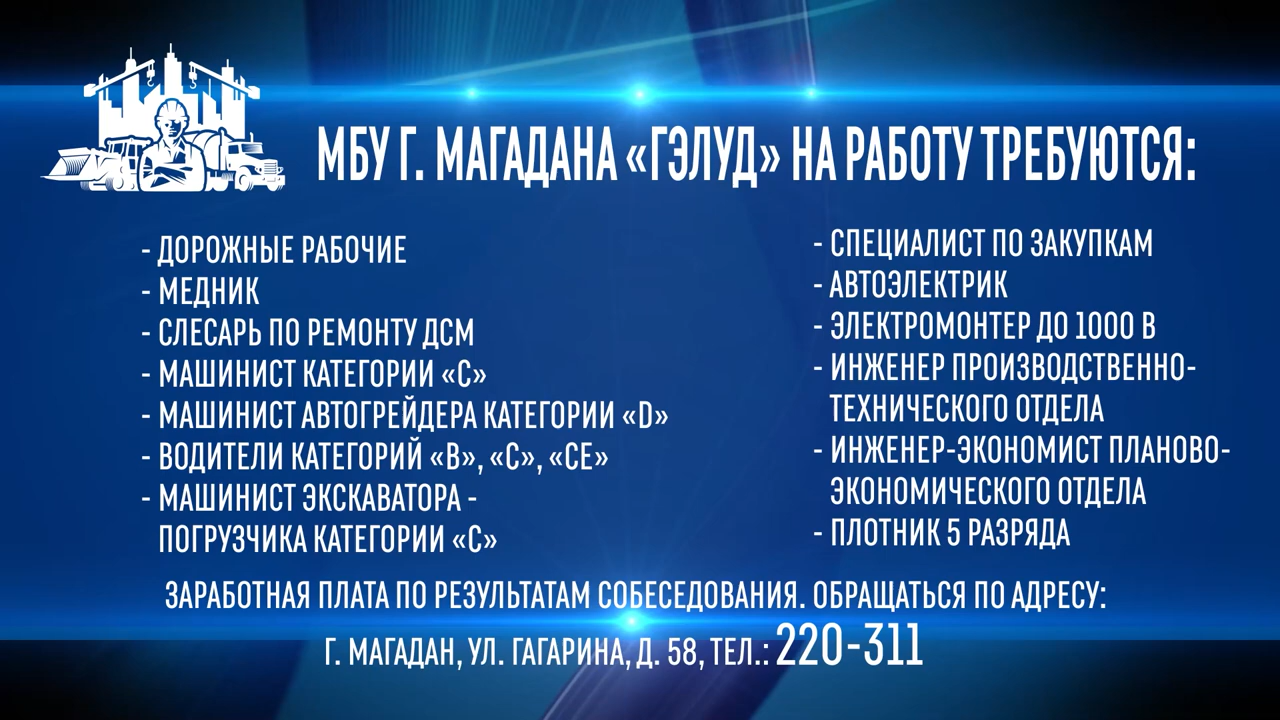 МБУ Г. МАГАДАНА «ГЭЛУД» НА РАБОТУ ТРЕБУЮТСЯ:
- ДОРОЖНЫЕ РАБОЧИЕ
- МЕДНИК
- СЛЕСАРЬ ПО РЕМОНТУ ДСМ
- МАШИНИСТ КАТЕГОРИИ «С»
- МАШИНИСТ АВТОГРЕЙДЕРА КАТЕГОРИИ «D»
- ВОДИТЕЛИ КАТЕГОРИЙ «В», «С», «СЕ»
- МАШИНИСТ ЭКСКАВАТОРА -
ПОГРУЗЧИКА КАТЕГОРИИ «С»
- СПЕЦИАЛИСТ ПО ЗАКУПКАМ
- АВТОЭЛЕКТРИК
- ЭЛЕКТРОМОНТЕР ДО 1000 В
- ИНЖЕНЕР ПРОИЗВОДСТВЕННО-
ТЕХНИЧЕСКОГО ОТДЕЛА
- ИНЖЕНЕР-ЭКОНОМИСТ ПЛАНОВО-
ЭКОНОМИЧЕСКОГО ОТДЕЛА
- ПЛОТНИК 5 РАЗРЯДА
ЗАРАБОТНАЯ ПЛАТА ПО РЕЗУЛЬТАТАМ СОБЕСЕДОВАНИЯ. ОБРАЩАТЬСЯ ПО АДРЕСУ:
Г. МАГАДАН, УЛ. ГАГАРИНА, Д. 58, ТЕЛ.: 220-311